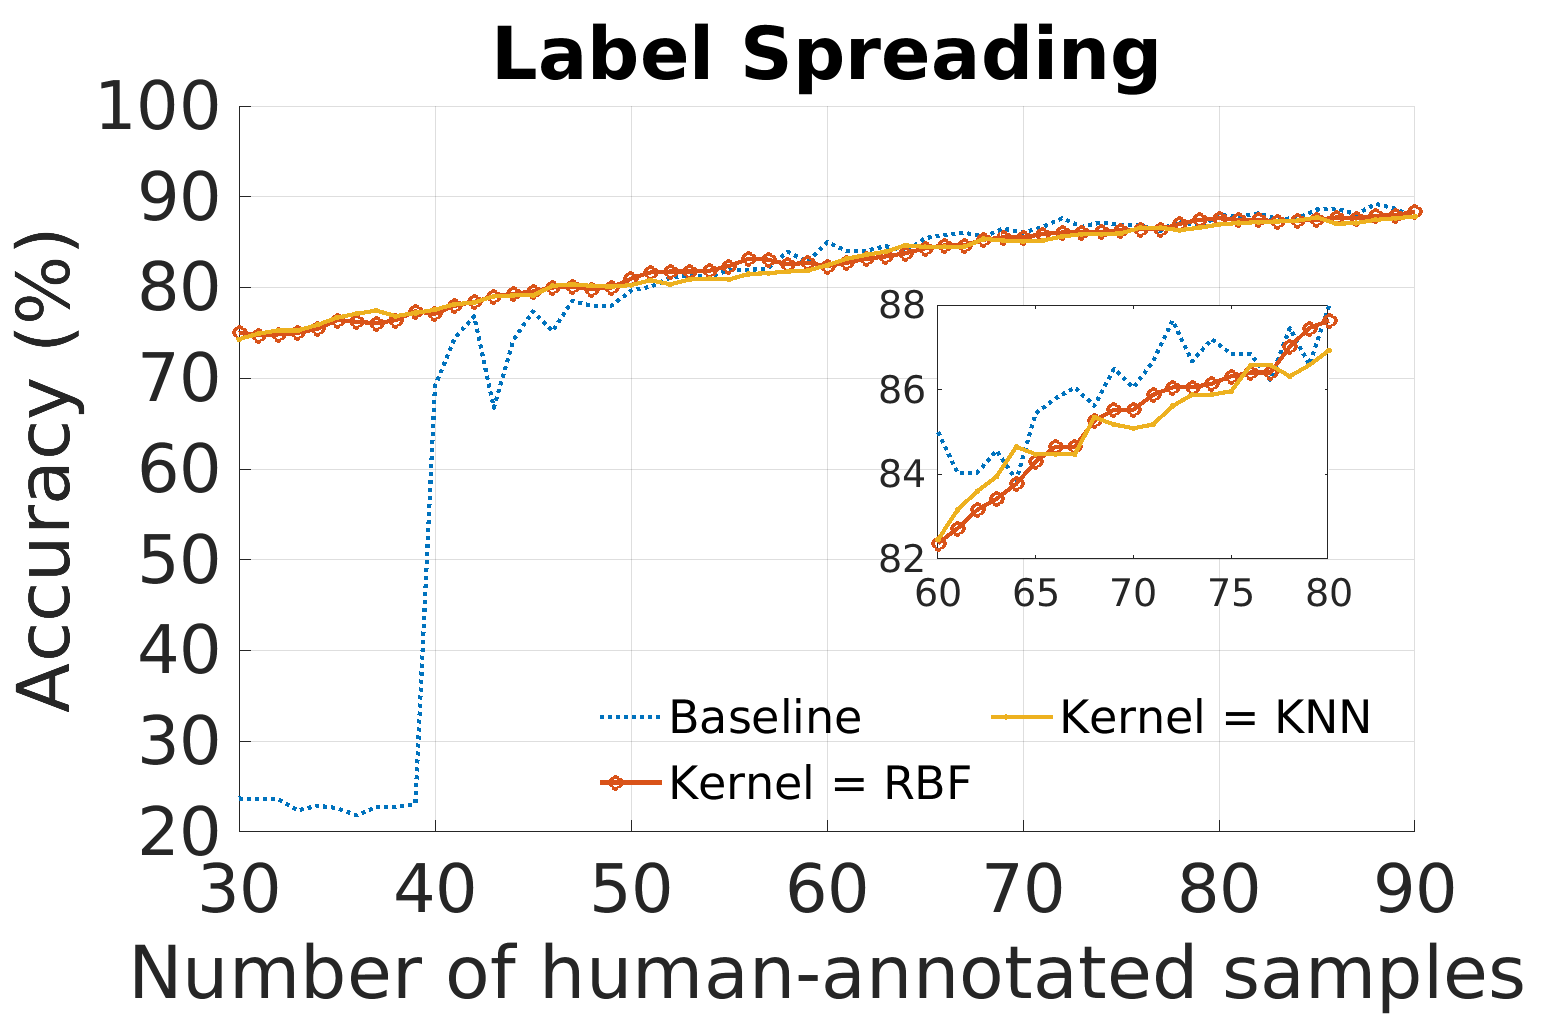 Label Spreading
Accuracy (%)
100
90
80
70
60
50
40
30
20
88
86
84
82
60 65 70 75 80
Baseline
Kernel = KNN
Kernel = RBF
30 40 50 60 70 80 90
Number of human-annotated samples